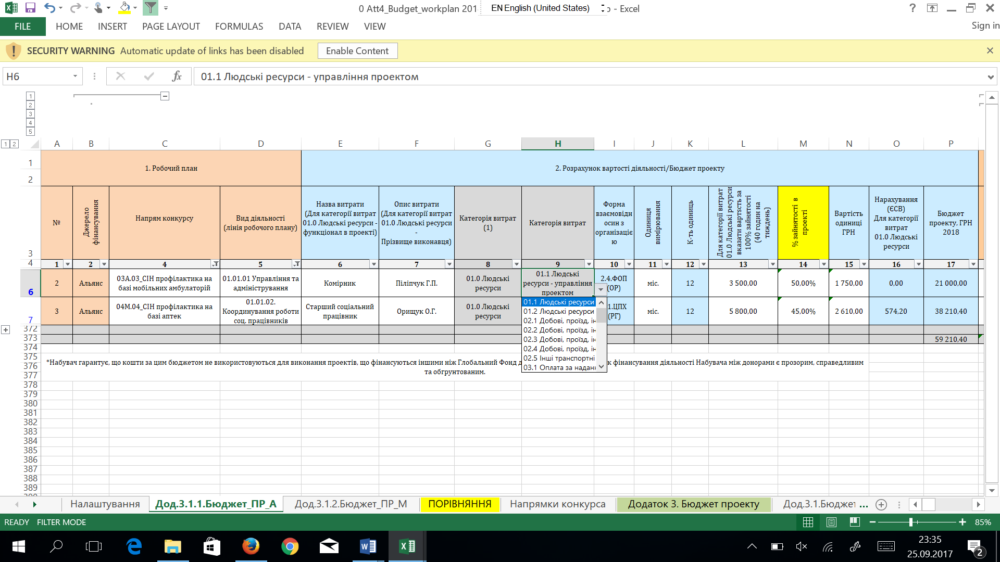 0 Att4_Budget_workplan 201
EN English (United States)
- Excel
FILE HOME INSERT PAGE LAYOUT FORMULAS DATA REVIEW VIEW
Sign in
SECURITY WARNING Automatic update of links has been disabled Enable Content
H6 fx 01.1 Людські ресурси - управління проектом
1
2
3
4
5
1 2 A B C D E F G H I J K L M N O P
1
2
1. Робочий план
2. Розрахунок вартості діяльності/Бюджет проекту
3
№
Джерело
фінансування
Напрям конкурсу
Вид діяльності
(лінія робочого плану)
Назва витрати
(Для категорії витрат
01.0 Людські ресурси -
функціонал в проекті)
Опис витрати
(Для категорії витрат
01.0 Людські ресурси
-
Прізвище виконавця)
Категорія витрат
(1)
Категорія витрат
Форма
взаємовідн
осин з
організаціє
ю
Одиниця
вимірювання
К-ть одиниць
Для категорії витрат
01.0 Людські ресурси
вказати вартсть за
100% зайнятості
(40 годин на
тиждень)
% зайнятості в
проекті
Вартість
одиниці
ГРН
Нарахування
(ЄСВ)
Для категорії
витрат
01.0 Людські
ресурси
Бюджет
проекту, ГРН
2018
4 1 2 4 5 6 7 8 9 10 11 12 13 14 15 16 17
6
2
Альянс
03А.03_СІН профілактика на
базі мобільних амбулаторій
01.01.01 Управління та
адміністрування
Комірник
Піліпчук Г.П.
01.0 Людські
ресурси
01.1 Людські
ресурси - управління
проектом
2.4.ФОП
(ОР)
міс.
12
3 500,00
50,00%
1 750,00
0,00
21 000,00
7
3
Альянс
04М.04_СІН профілактика на
базі аптек
01.01.02.
Координування роботи
соц. працівників
Старший соціальний
працівник
Орищук О.Г.
01.0 Людські
ресурси
1.ЦПХ
(РГ)
міс.
12
5 800,00
45,00%
2 610,00
574,20
38 210,40
01.1 Людські ресурси
01.2 Людські ресурси
02.1 Добові, проїзд, ін
02.2 Добові, проїзд, ін
02.3 Добові, проїзд, ін
02.4 Добові, проїзд, ін
02.5 Інші транспортні
03.1 Оплата за надан
372
373 59 210,40
374
375
376
377
*Набувач гарантує, що кошти за цим бюджетом не використовуються для виконання проектів, що фінансуються іншими ніж Глобальний Фонд д к фінансування діяльності Набувача між донорами є прозорим, справедливим
та обгрунтованим.
378
379
380
381
382
383
384
385
386
387
388
389
Налаштування Дод.3.1.1.Бюджет_ПР_А Дод.3.1.2.Бюджет_ПР_М ПОРІВНЯННЯ Напрямки конкурса Додаток 3. Бюджет проекту Дод.3.1.Бюджет ...
READY FILTER MODE 85%
23:35
25.09.2017
2